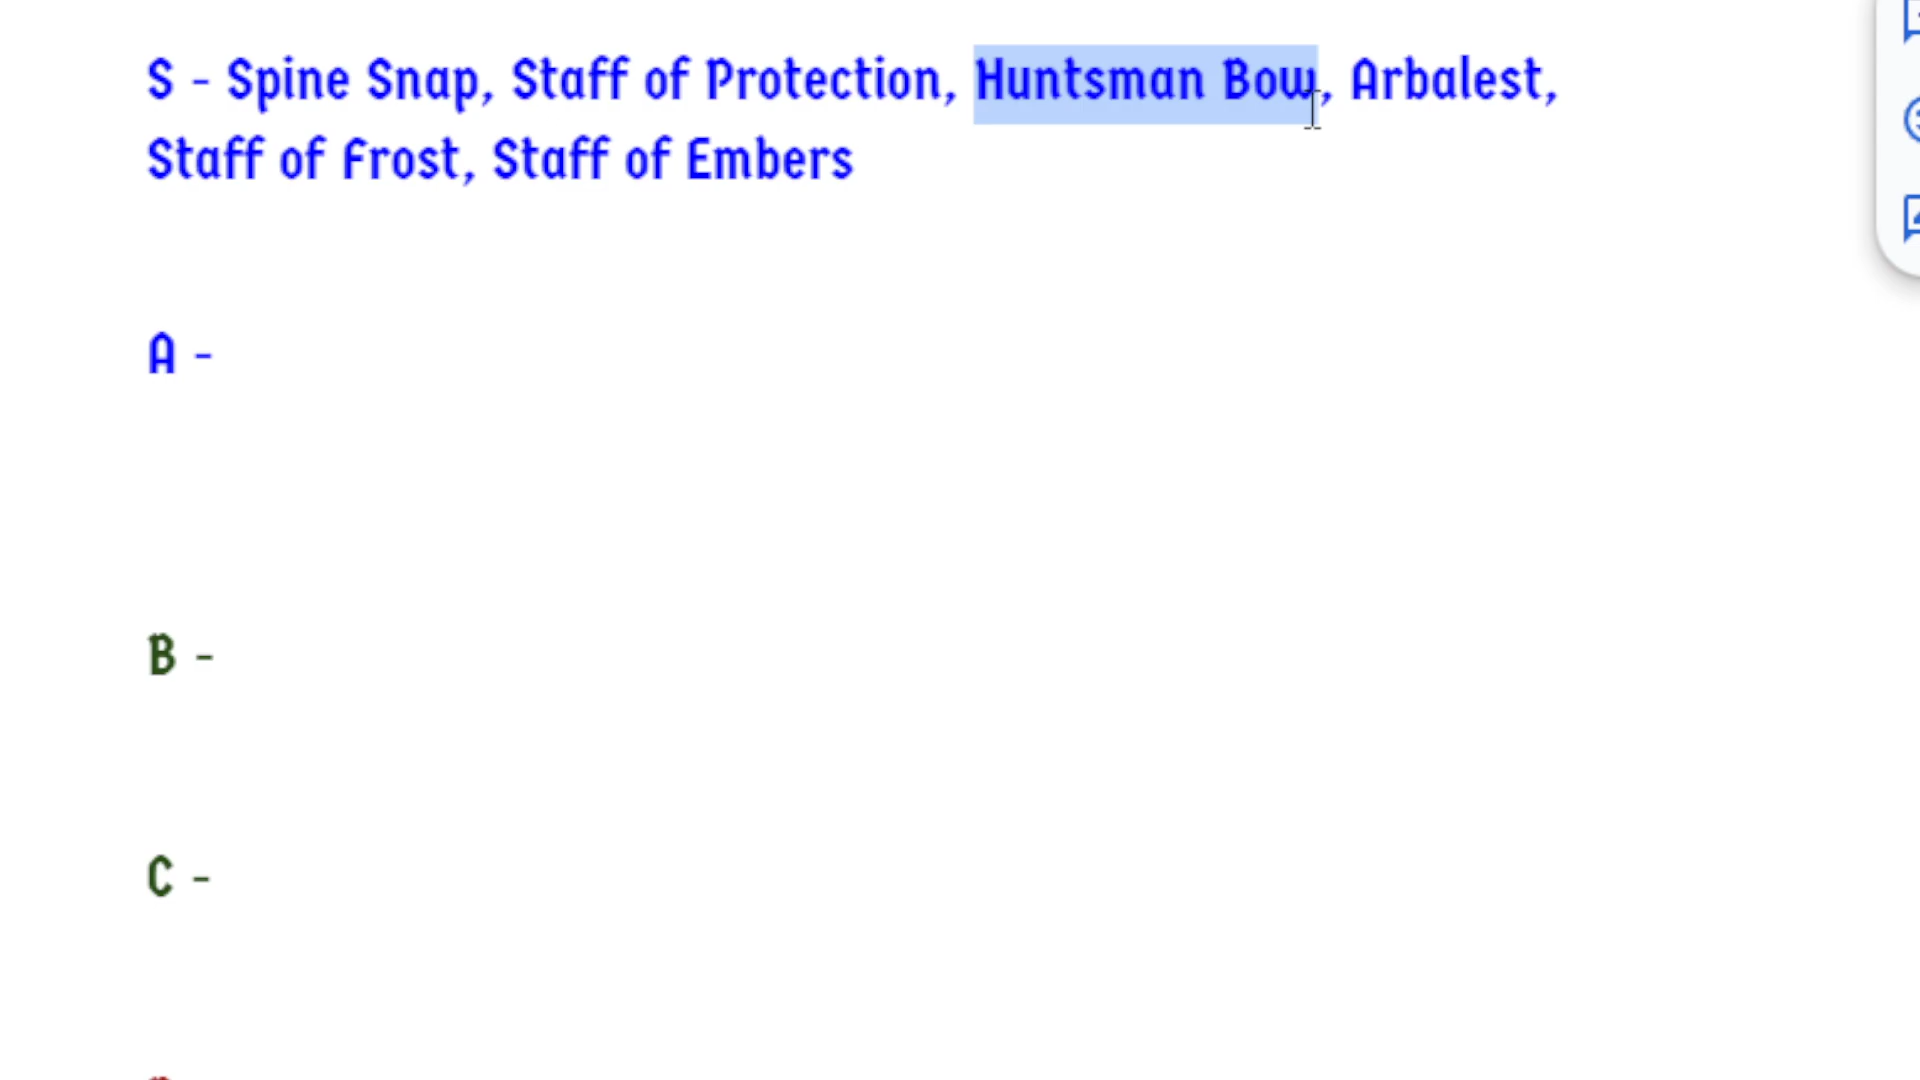 S - Spine Snap, Staff of Protection, Huntsman Bow, Arbalest,
Staff of Frost, Staff of Embers
A -
B -
C -